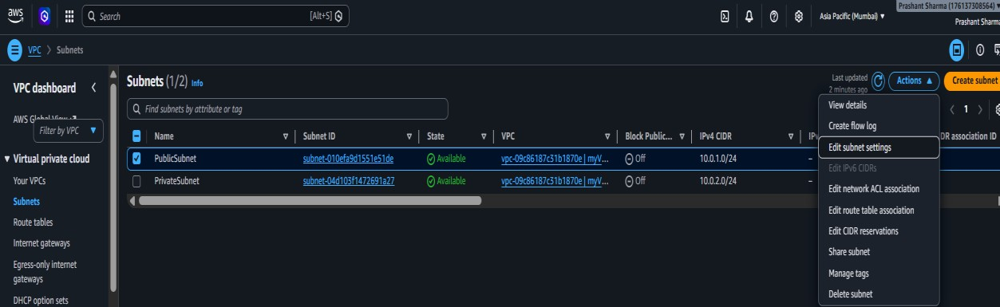 aws
Search [Alt+S]
Asia Pacific (Mumbai) ▼
Prashant Sharma (176137308564) ▼
Prashant Sharma
VPC > Subnets
VPC dashboard
AWS Global View
Filter by VPC ▼
▼ Virtual private cloud
Your VPCs
Subnets
Route tables
Internet gateways
Egress-only internet
gateways
DHCP option sets
Subnets (1/2) Info
Last updated
2 minutes ago
Actions ▲
Create subnet
Find subnets by attribute or tag
< 1 >
Name Subnet ID State VPC Block Public... IPv4 CIDR IPv DR association ID
PublicSubnet subnet-010efa9d1551e51de Available vpc-09c86187c31b1870e | myV... Off 10.0.1.0/24 –
PrivateSubnet subnet-04d103f1472691a27 Available vpc-09c86187c31b1870e | myV... Off 10.0.2.0/24 –
View details
Create flow log
Edit subnet settings
Edit IPv6 CIDRs
Edit network ACL association
Edit route table association
Edit CIDR reservations
Share subnet
Manage tags
Delete subnet